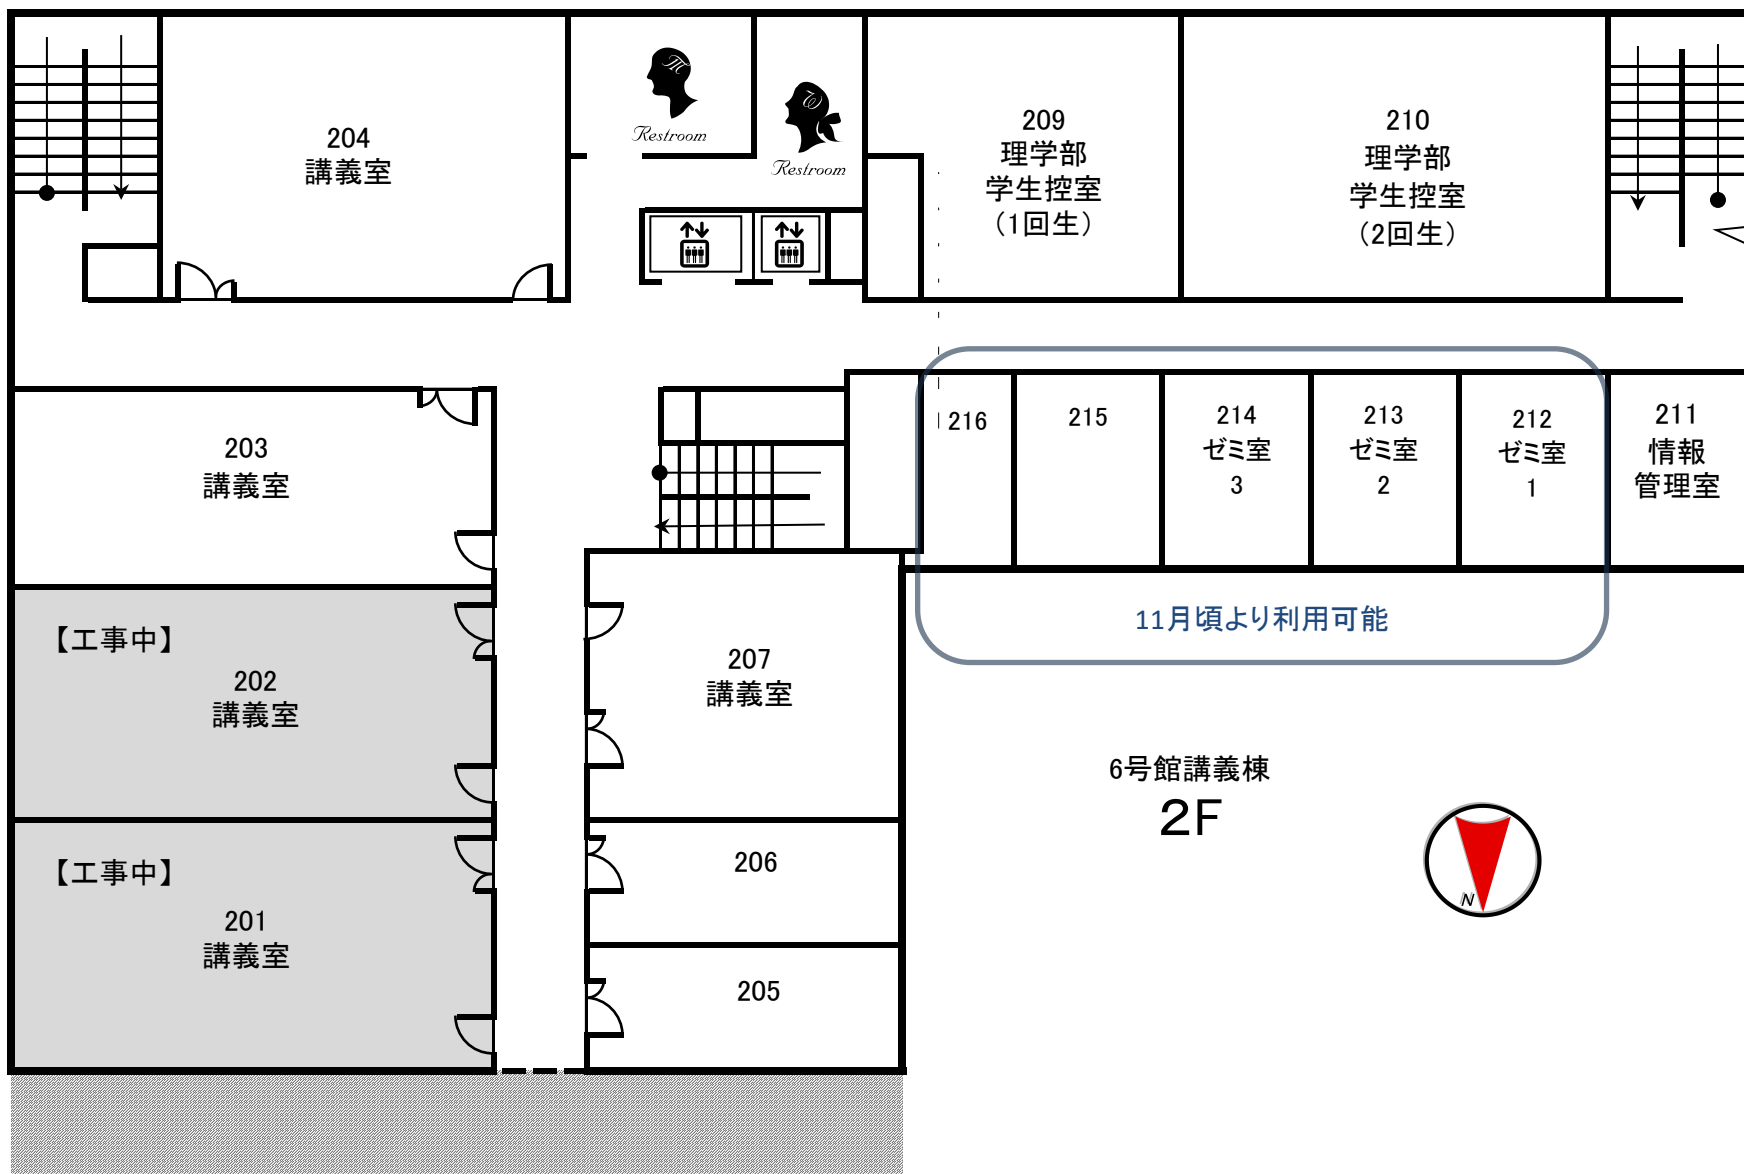 204
講義室
Restroom
Restroom
209
理学部
学生控室
（1回生）
210
理学部
学生控室
（2回生）
203
講義室
216
215
214
ゼミ室
3
213
ゼミ室
2
212
ゼミ室
1
211
情報
管理室
11月頃より利用可能
【工事中】
202
講義室
207
講義室
【工事中】
201
講義室
206
205
6号館講義棟
2F
N